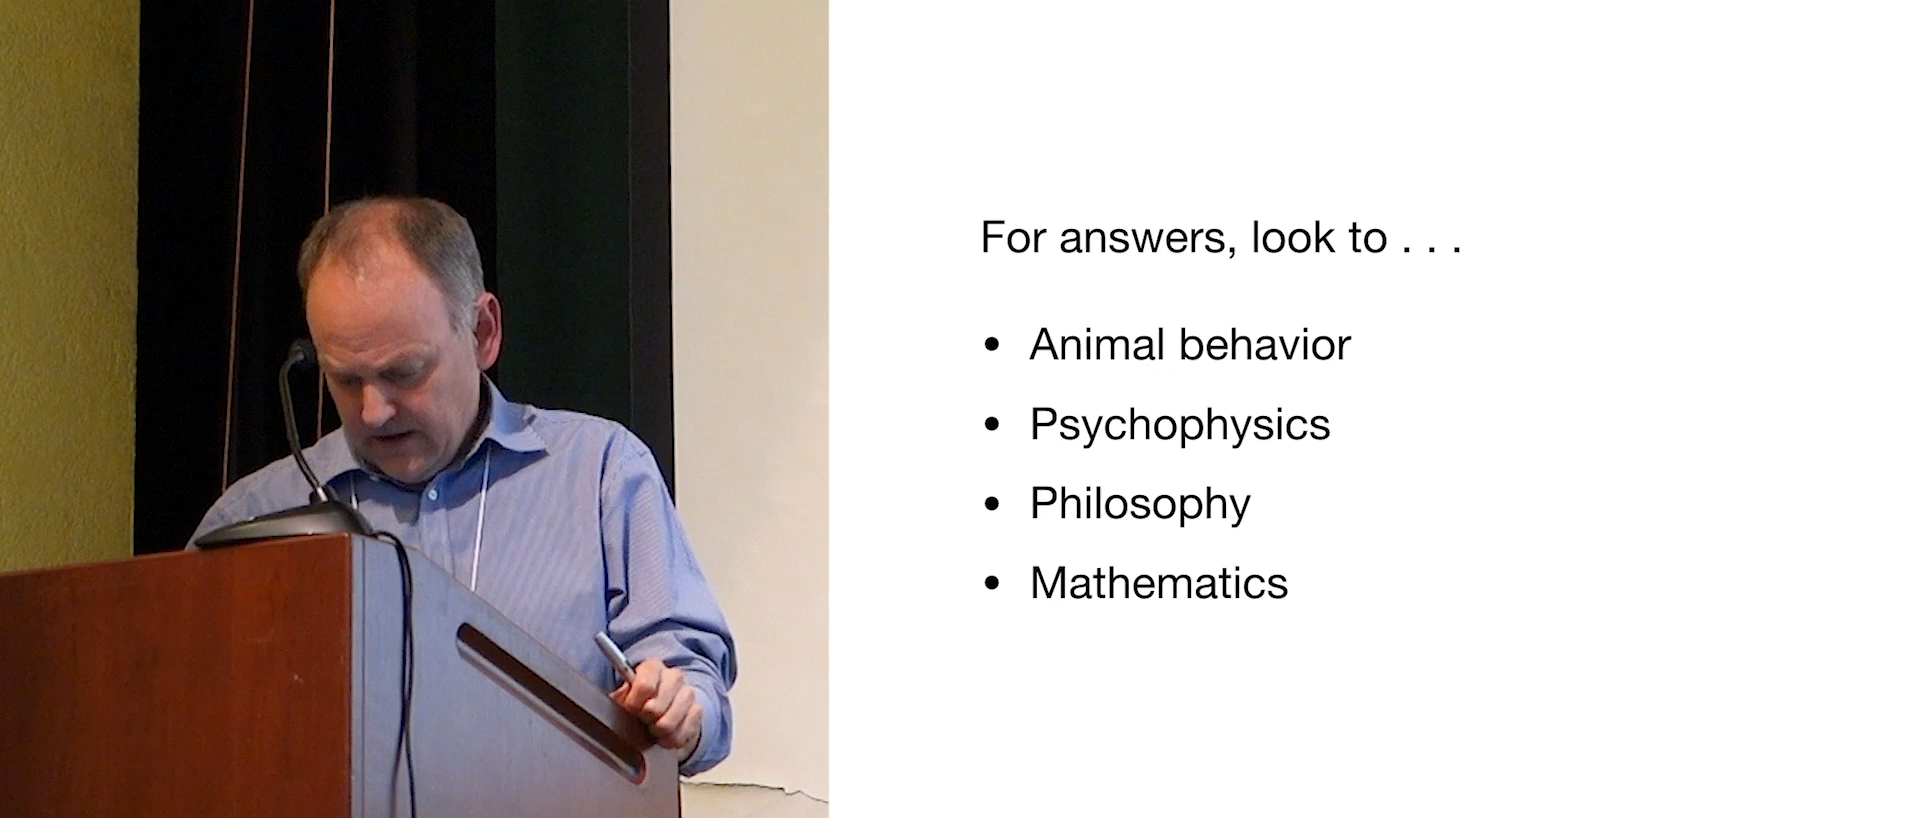 For answers, look to . . .
• Animal behavior
• Psychophysics
• Philosophy
• Mathematics